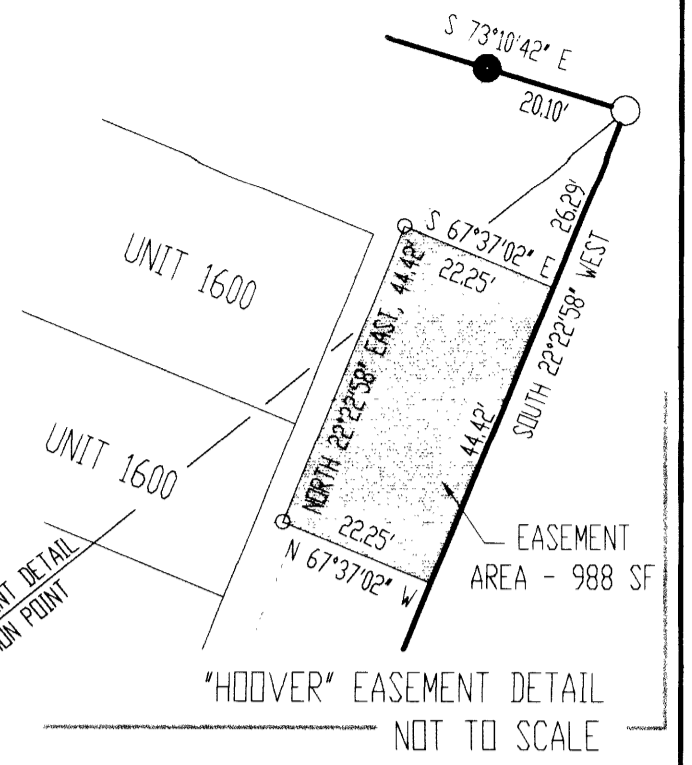 S 73°10'42" E
20.10'
26.29'
S 67°37'02" E
22.25'
UNIT 1600
NORTH 22°22'58" EAST, 44.42'
SOUTH 22°22'58" WEST
44.42'
UNIT 1600
22.25'
N 67°37'02" W
EASEMENT
AREA - 988 SF
DETAIL
POINT
"HOOVER" EASEMENT DETAIL
NOT TO SCALE